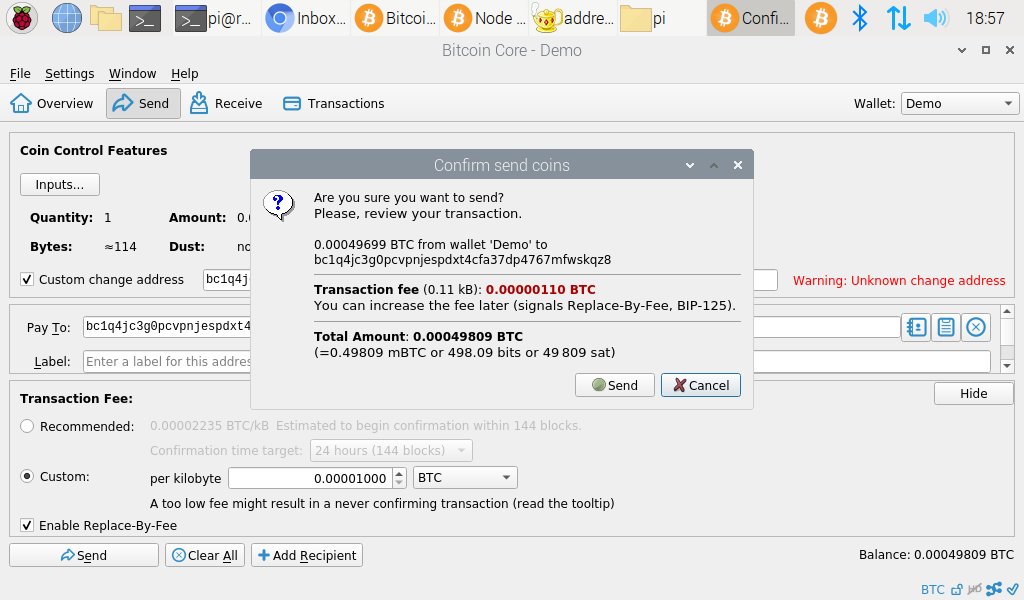 pi@r... Inbox... Bitcoi... Node ... addre... pi Confi... 18:57
Bitcoin Core - Demo
File Settings Window Help
Overview Send Receive Transactions Wallet: Demo
Coin Control Features
Inputs...
Quantity: 1 Amount: 0.
Bytes: ≈114 Dust: no
Custom change address bc1q4j Warning: Unknown change address
Pay To: bc1q4jc3g0pcvpnjespdxt4
Label: Enter a label for this addre
Confirm send coins
Are you sure you want to send?
Please, review your transaction.
0.00049699 BTC from wallet 'Demo' to
bc1q4jc3g0pcvpnjespdxt4cfa37dp4767mfwskqz8
Transaction fee (0.11 kB): 0.00000110 BTC
You can increase the fee later (signals Replace-By-Fee, BIP-125).
Total Amount: 0.00049809 BTC
(=0.49809 mBTC or 498.09 bits or 49 809 sat)
Send Cancel
Transaction Fee: Hide
Recommended: 0.00002235 BTC/kB Estimated to begin confirmation within 144 blocks.
Confirmation time target: 24 hours (144 blocks)
Custom: per kilobyte 0.00001000 BTC
A too low fee might result in a never confirming transaction (read the tooltip)
Enable Replace-By-Fee
Send Clear All Add Recipient Balance: 0.00049809 BTC
BTC HD